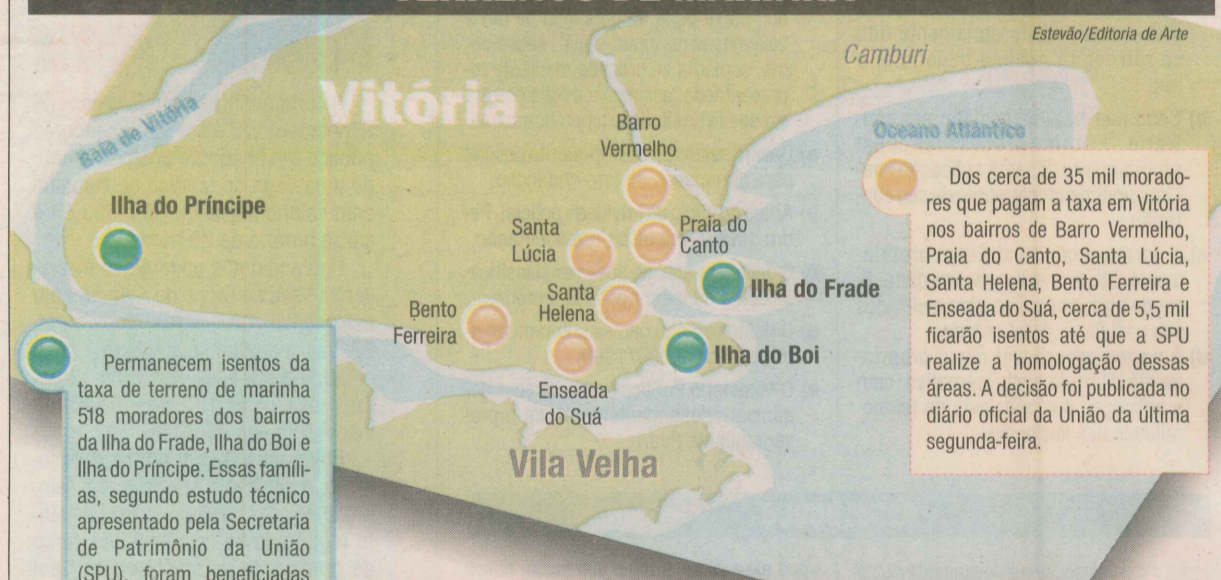 TERRENOS DE MARINHA
Estevão/Editoria de Arte
Camburi
Baía de Vitória
Vitória
Oceano Atlântico
Barro
Vermelho
Ilha do Príncipe
Santa
Lúcia
Praia do
Canto
Ilha do Frade
Santa
Helena
Bento
Ferreira
Ilha do Boi
Enseada
do Suá
Vila Velha
Dos cerca de 35 mil morado-
res que pagam a taxa em Vitória
nos bairros de Barro Vermelho,
Praia do Canto, Santa Lúcia,
Santa Helena, Bento Ferreira e
Enseada do Suá, cerca de 5,5 mil
ficarão isentos até que a SPU
realize a homologação dessas
áreas. A decisão foi publicada no
diário oficial da União da última
segunda-feira.
Permanecem isentos da
taxa de terreno de marinha
518 moradores dos bairros
da Ilha do Frade, Ilha do Boi e
Ilha do Príncipe. Essas famíli-
as, segundo estudo técnico
apresentado pela Secretaria
de Patrimônio da União
(SPU), foram beneficiadas